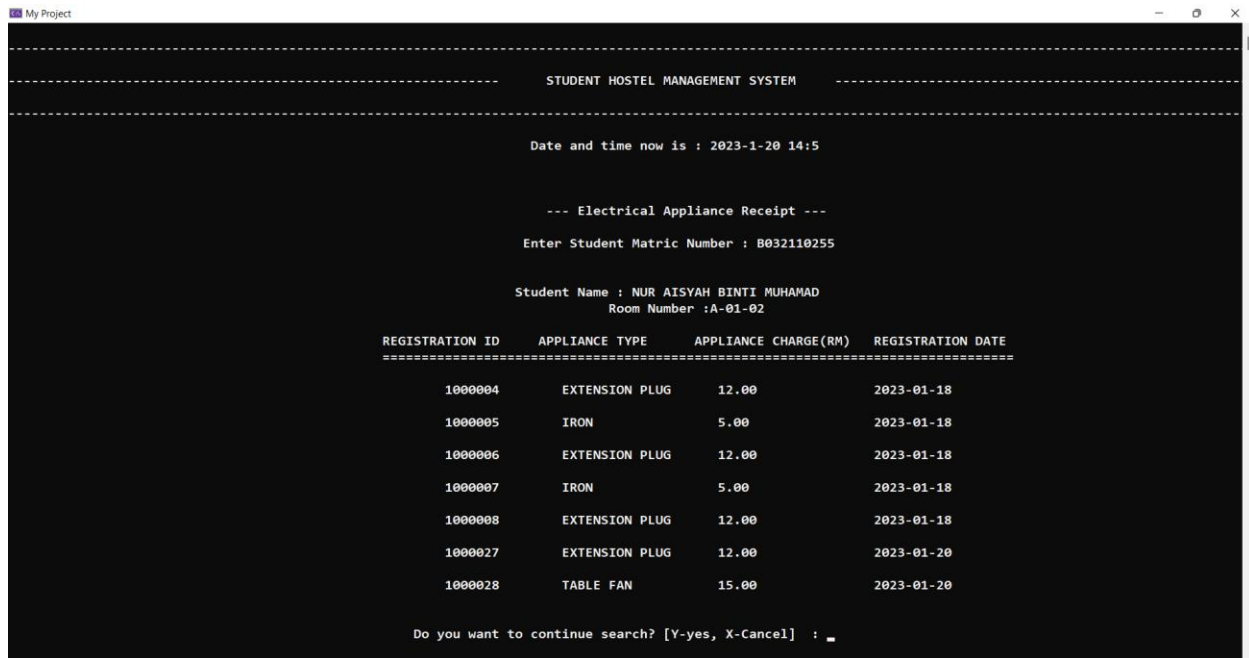 My Project
STUDENT HOSTEL MANAGEMENT SYSTEM
Date and time now is : 2023-1-20 14:5
--- Electrical Appliance Receipt ---
Enter Student Matric Number : B032110255
Student Name : NUR AISYAH BINTI MUHAMAD
Room Number :A-01-02
REGISTRATION ID APPLIANCE TYPE APPLIANCE CHARGE(RM) REGISTRATION DATE
1000004 EXTENSION PLUG 12.00 2023-01-18
1000005 IRON 5.00 2023-01-18
1000006 EXTENSION PLUG 12.00 2023-01-18
1000007 IRON 5.00 2023-01-18
1000008 EXTENSION PLUG 12.00 2023-01-18
1000027 EXTENSION PLUG 12.00 2023-01-20
1000028 TABLE FAN 15.00 2023-01-20
Do you want to continue search? [Y-yes, X-Cancel] : _